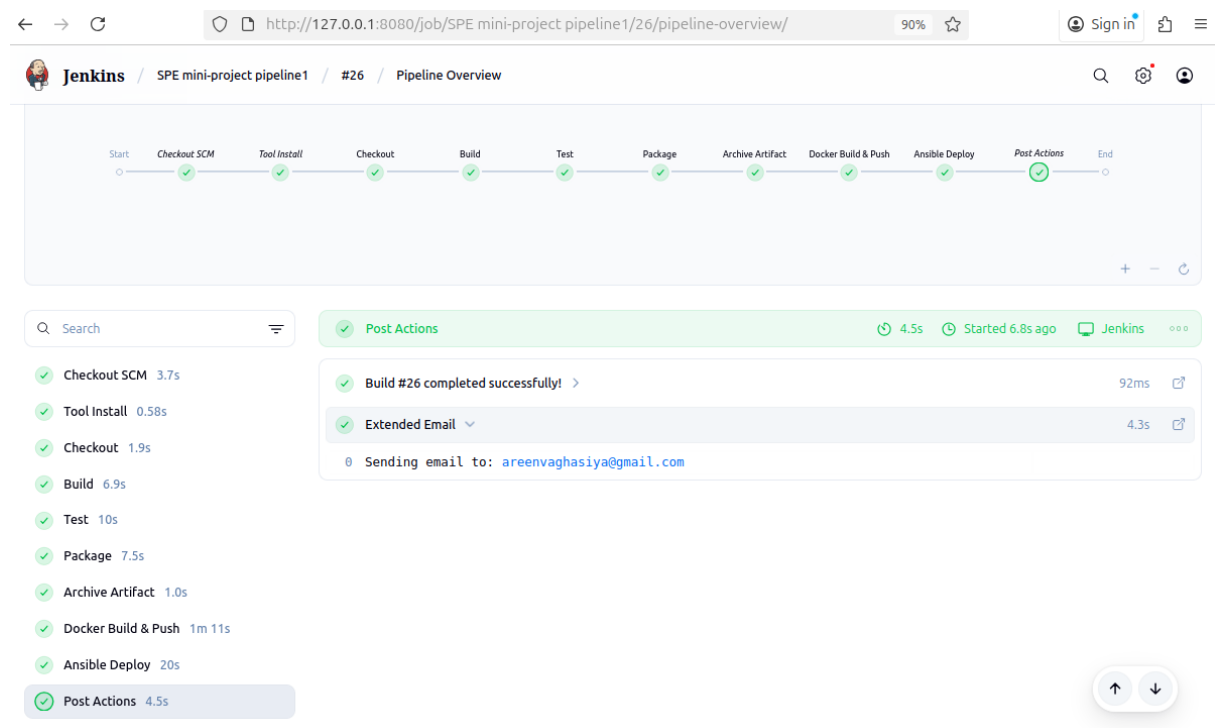 http://127.0.0.1:8080/job/SPE mini-project pipeline1/26/pipeline-overview/ 90% Sign in
Jenkins / SPE mini-project pipeline1 / #26 / Pipeline Overview
Start Checkout SCM Tool Install Checkout Build Test Package Archive Artifact Docker Build & Push Ansible Deploy Post Actions End
Search
Post Actions 4.5s Started 6.8s ago Jenkins
Checkout SCM 3.7s
Build #26 completed successfully! 92ms
Tool Install 0.58s
Extended Email 4.3s
Checkout 1.9s
0 Sending email to: areenvaghasiya@gmail.com
Build 6.9s
Test 10s
Package 7.5s
Archive Artifact 1.0s
Docker Build & Push 1m 11s
Ansible Deploy 20s
Post Actions 4.5s